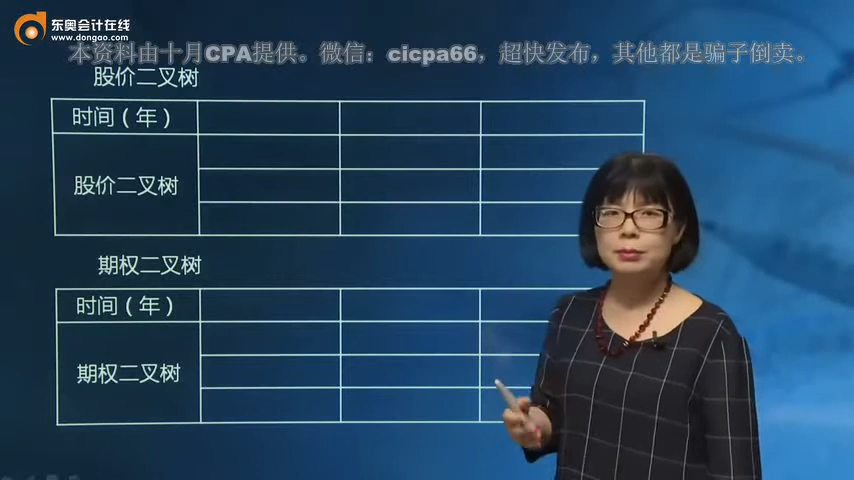 东奥会计在线
www.dongao.com
本资料由十月CPA提供。微信：cicpa66，超快发布，其他都是骗子倒卖。
股价二叉树
时间（年）
股价二叉树
期权二叉树
时间（年）
期权二叉树